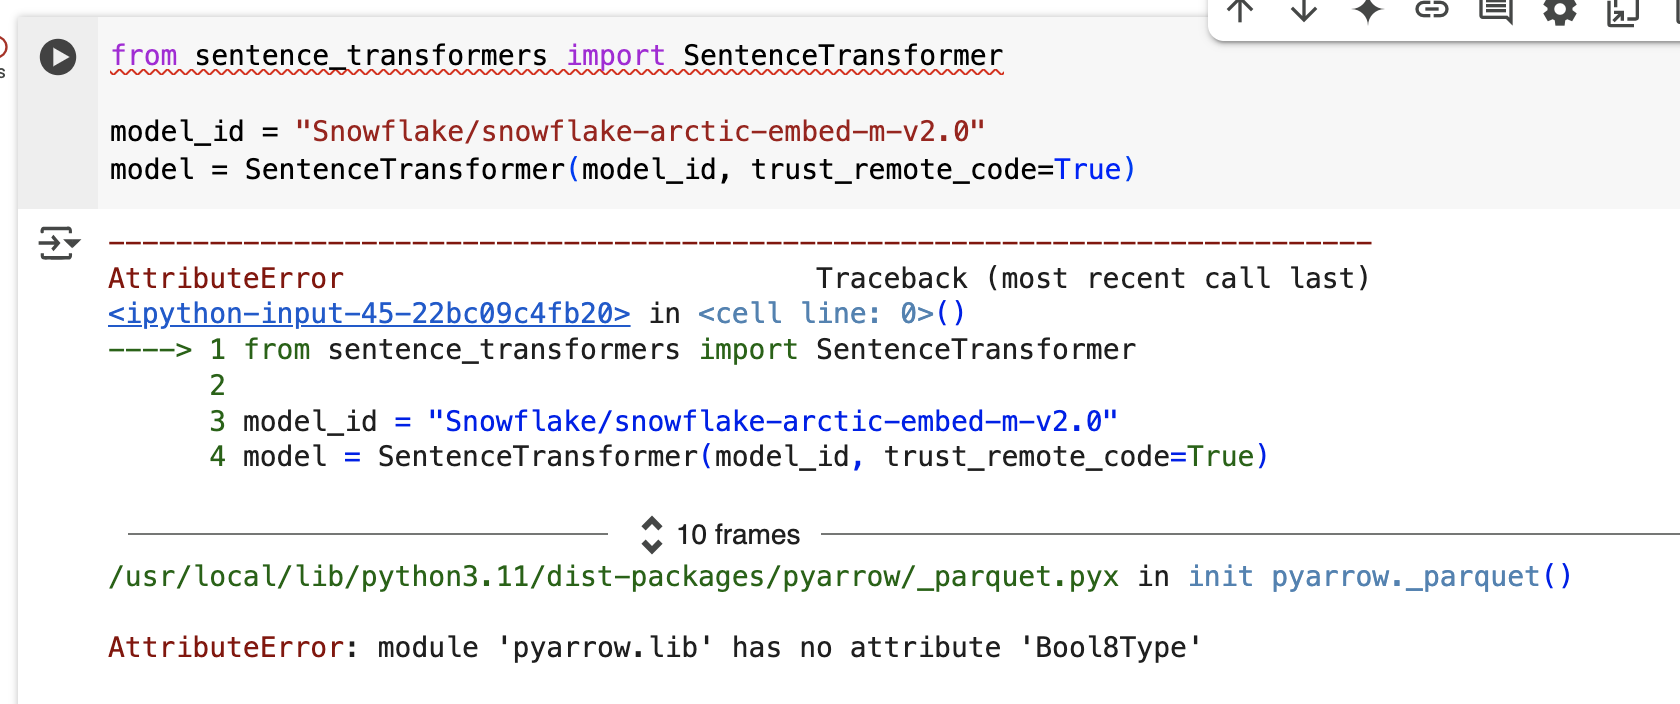 from sentence_transformers import SentenceTransformer
model_id = "Snowflake/snowflake-arctic-embed-m-v2.0"
model = SentenceTransformer(model_id, trust_remote_code=True)
---------------------------------------------------------------------------
AttributeError                            Traceback (most recent call last)
<ipython-input-45-22bc09c4fb20> in <cell line: 0>()
----> 1 from sentence_transformers import SentenceTransformer
      2
      3 model_id = "Snowflake/snowflake-arctic-embed-m-v2.0"
      4 model = SentenceTransformer(model_id, trust_remote_code=True)
10 frames
/usr/local/lib/python3.11/dist-packages/pyarrow/_parquet.pyx in init pyarrow._parquet()
AttributeError: module 'pyarrow.lib' has no attribute 'Bool8Type'